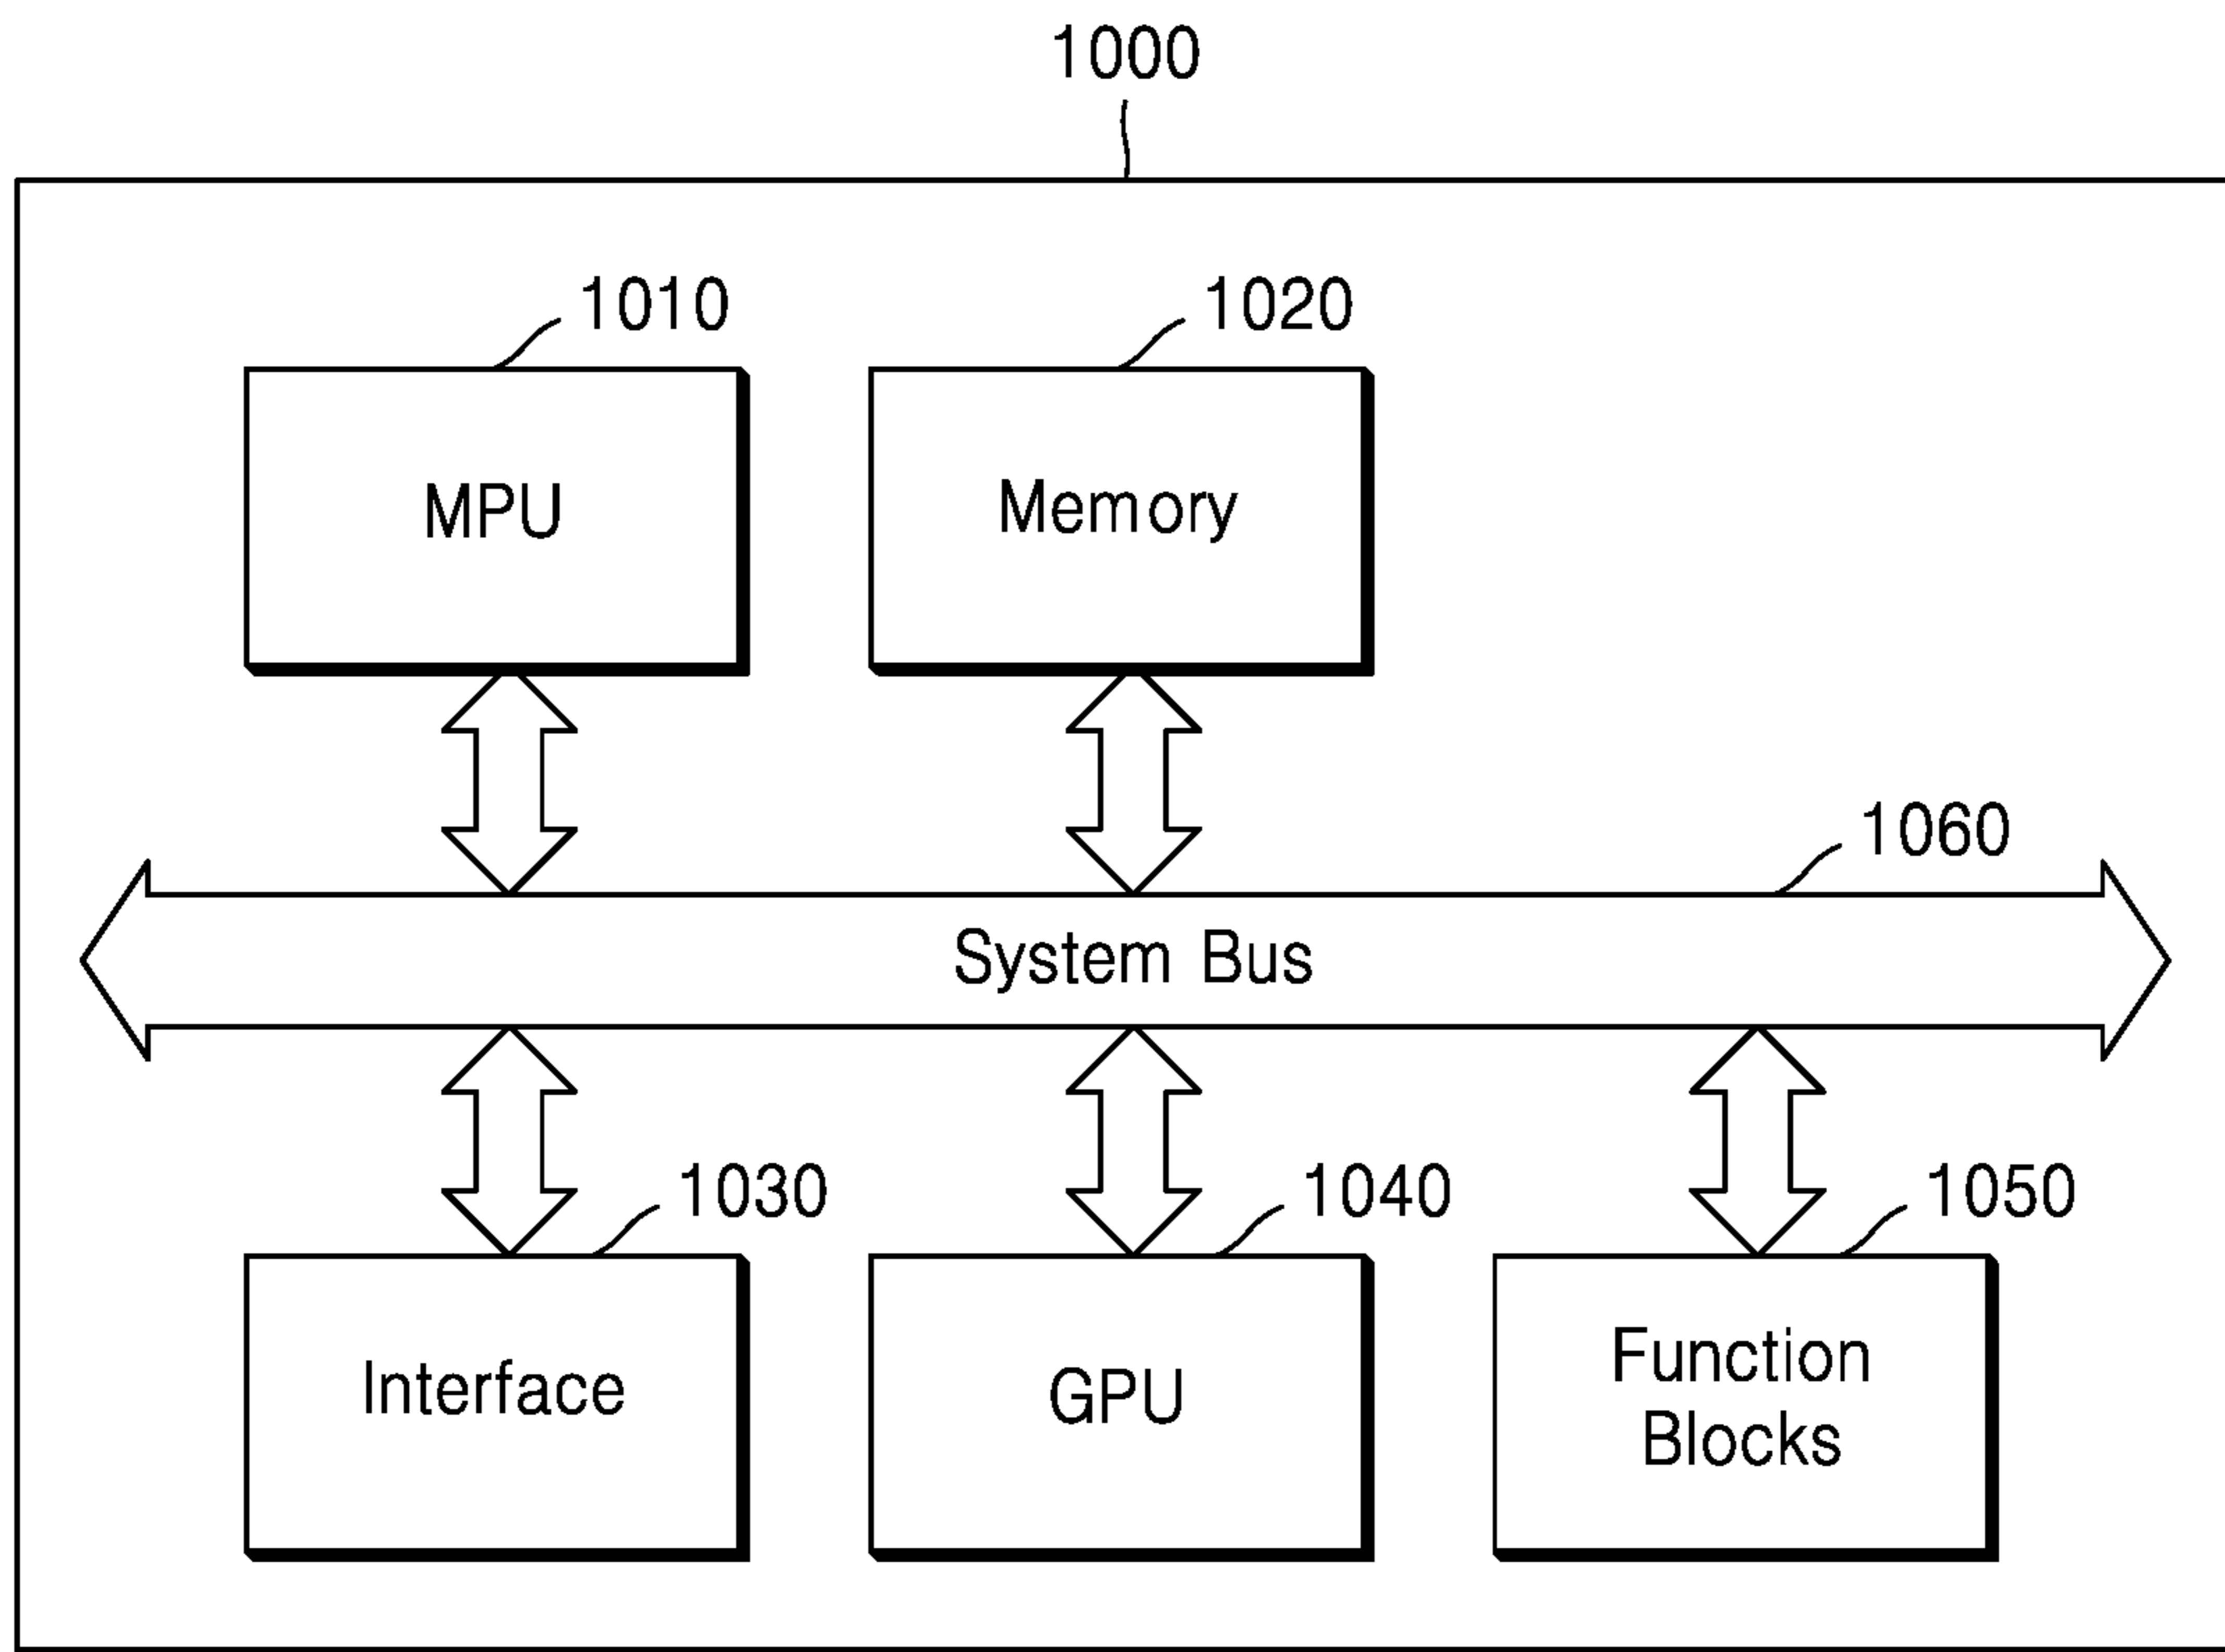 1000
1010
1020
MPU
Memory
1060
System Bus
1030
1040
1050
Interface
GPU
Function
Blocks